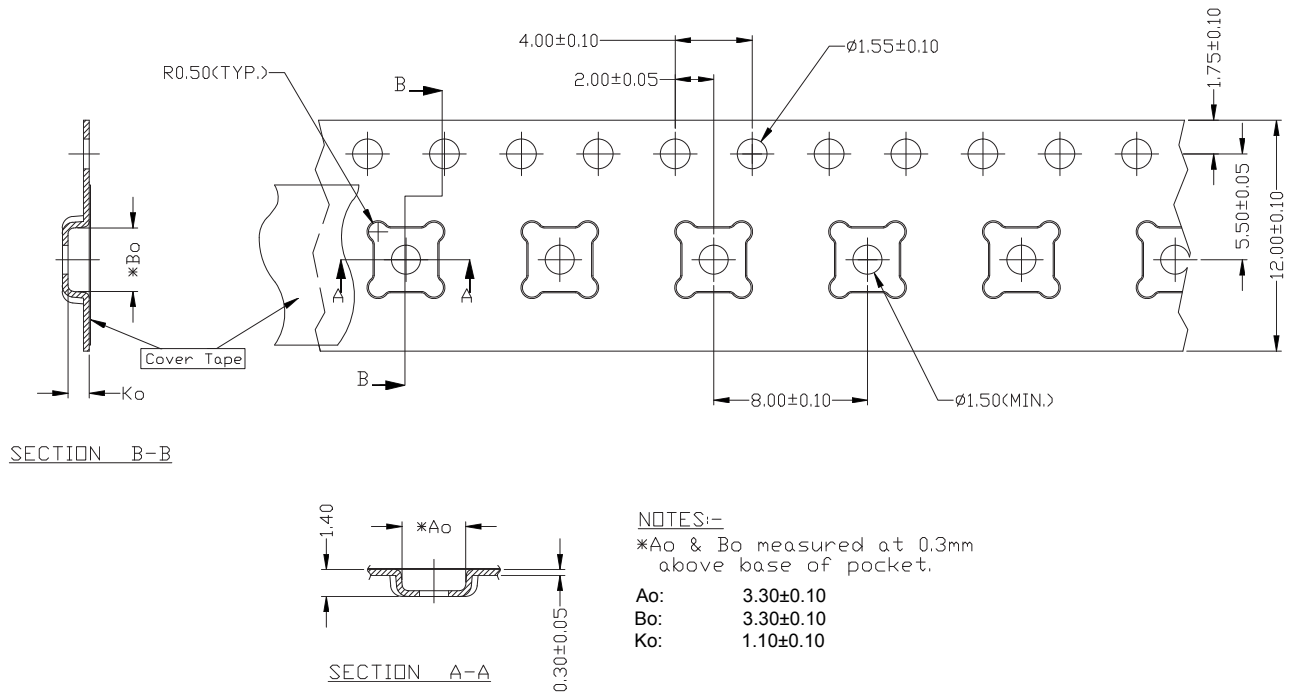 4.00±0.10
ø1.55±0.10
1.75±0.10
R0.50(TYP.)
2.00±0.05
B
5.50±0.05
12.00±0.10
*Bo
A
A
Cover Tape
B
Ko
8.00±0.10
ø1.50(MIN.)
SECTION B-B
1.40
*Ao
0.30±0.05
SECTION A-A
NOTES:-
*Ao & Bo measured at 0.3mm
above base of pocket.
Ao: 3.30±0.10
Bo: 3.30±0.10
Ko: 1.10±0.10